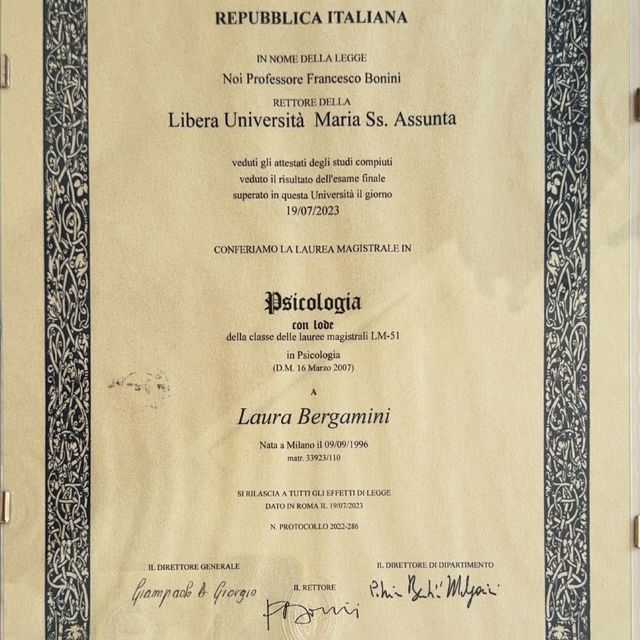 REPUBBLICA ITALIANA
IN NOME DELLA LEGGE
Noi Professore Francesco Bonini
RETTORE DELLA
Libera Università Maria Ss. Assunta
veduti gli attestati degli studi compiuti
veduto il risultato dell'esame finale
superato in questa Università il giorno
19/07/2023
CONFERIAMO LA LAUREA MAGISTRALE IN
Psicologia
con lode
della classe delle lauree magistrali LM-51
in Psicologia
(D.M. 16 Marzo 2007)
A
Laura Bergamini
Nata a Milano il 09/09/1996
matr. 33923/110
SI RILASCIA A TUTTI GLI EFFETTI DI LEGGE
DATO IN ROMA IL 19/07/2023
N. PROTOCOLLO 2022-286
IL DIRETTORE GENERALE
IL RETTORE
IL DIRETTORE DI DIPARTIMENTO
Giampaolo Giorgio